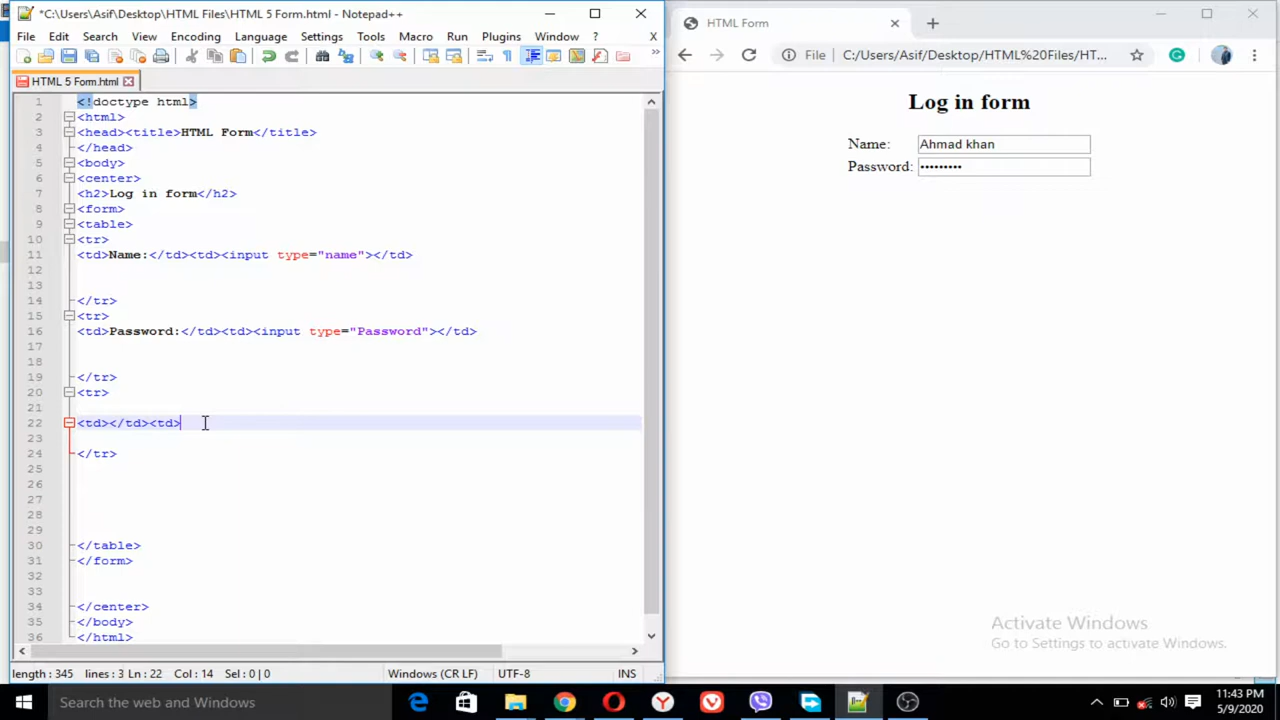 *C:\Users\Asif\Desktop\HTML Files\HTML 5 Form.html - Notepad++
File Edit Search View Encoding Language Settings Tools Macro Run Plugins Window ? X
HTML 5 Form.html
1 <!doctype html>
2 <html>
3 <head><title>HTML Form</title>
4 </head>
5 <body>
6 <center>
7 <h2>Log in form</h2>
8 <form>
9 <table>
10 <tr>
11 <td>Name:</td><td><input type="name"></td>
12
13
14 </tr>
15 <tr>
16 <td>Password:</td><td><input type="Password"></td>
17
18
19 </tr>
20 <tr>
21
22 <td></td><td>
23
24 </tr>
25
26
27
28
29
30 </table>
31 </form>
32
33
34 </center>
35 </body>
36 </html>
length : 345 lines : 3 Ln : 22 Col : 14 Sel : 0 | 0 Windows (CR LF) UTF-8 INS
HTML Form
File C:/Users/Asif/Desktop/HTML%20Files/HT...
Log in form
Name: Ahmad khan
Password: •••••••••
Activate Windows
Go to Settings to activate Windows.
Search the web and Windows
11:43 PM
5/9/2020